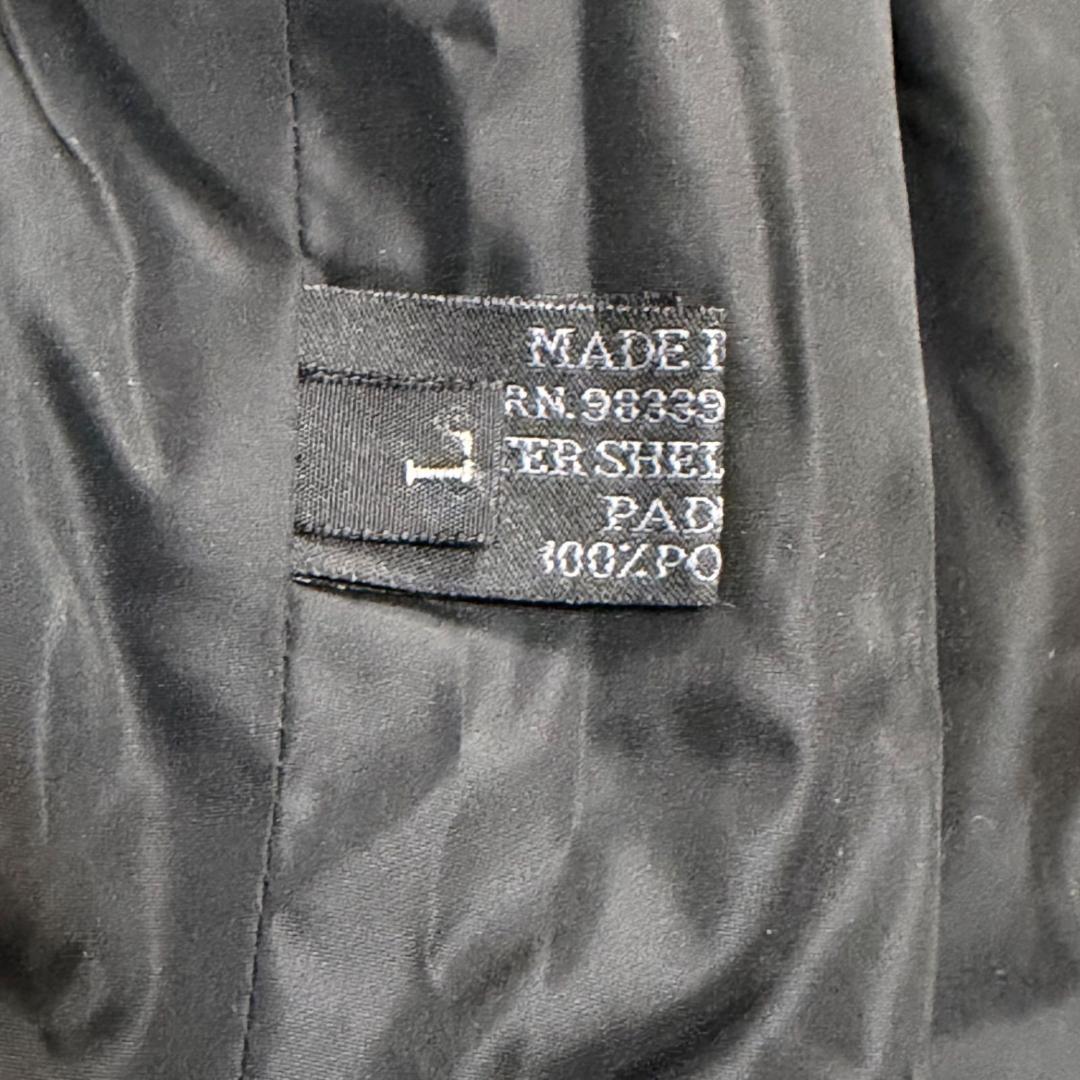 MADE I
RN. 98339
TER SHEL
PAD
100%PO
L